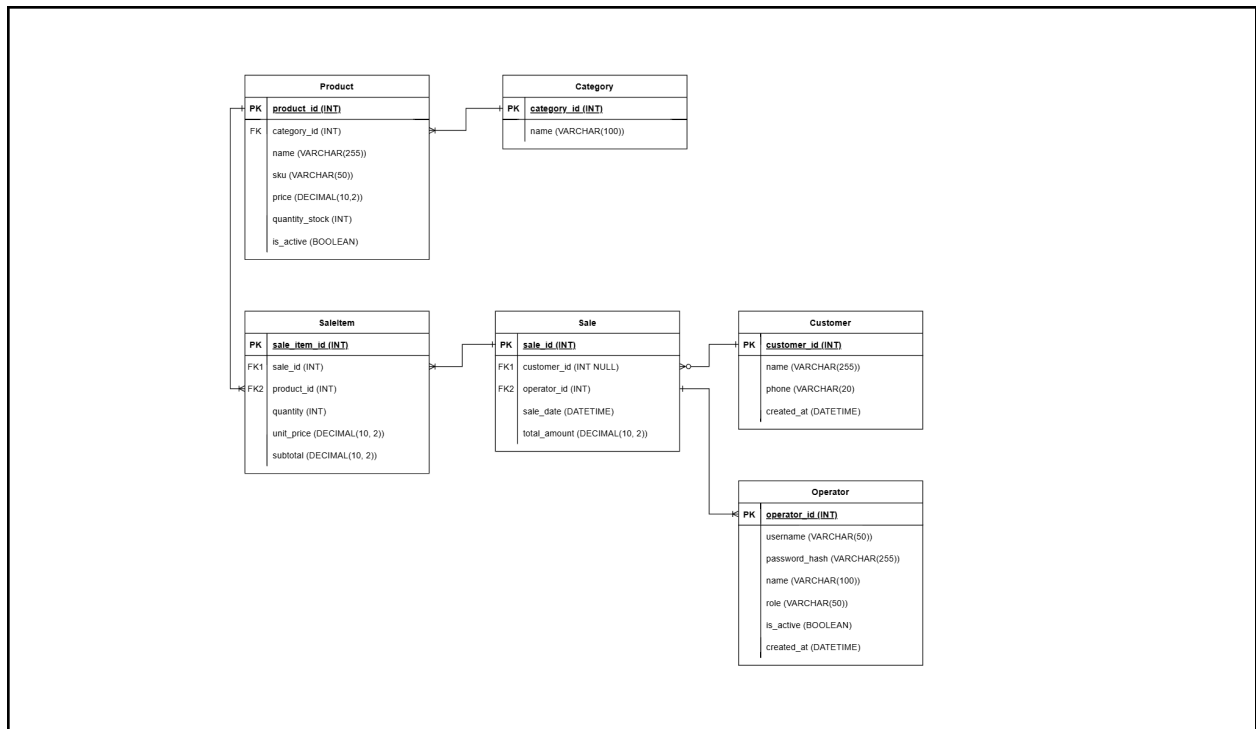 Product
PK product_id (INT)
FK category_id (INT)
name (VARCHAR(255))
sku (VARCHAR(50))
price (DECIMAL(10,2))
quantity_stock (INT)
is_active (BOOLEAN)
Category
PK category_id (INT)
name (VARCHAR(100))
SaleItem
PK sale_item_id (INT)
FK1 sale_id (INT)
FK2 product_id (INT)
quantity (INT)
unit_price (DECIMAL(10, 2))
subtotal (DECIMAL(10, 2))
Sale
PK sale_id (INT)
FK1 customer_id (INT NULL)
FK2 operator_id (INT)
sale_date (DATETIME)
total_amount (DECIMAL(10, 2))
Customer
PK customer_id (INT)
name (VARCHAR(255))
phone (VARCHAR(20)
created_at (DATETIME)
Operator
PK operator_id (INT)
username (VARCHAR(50))
password_hash (VARCHAR(255))
name (VARCHAR(100))
role (VARCHAR(50))
is_active (BOOLEAN)
created_at (DATETIME)